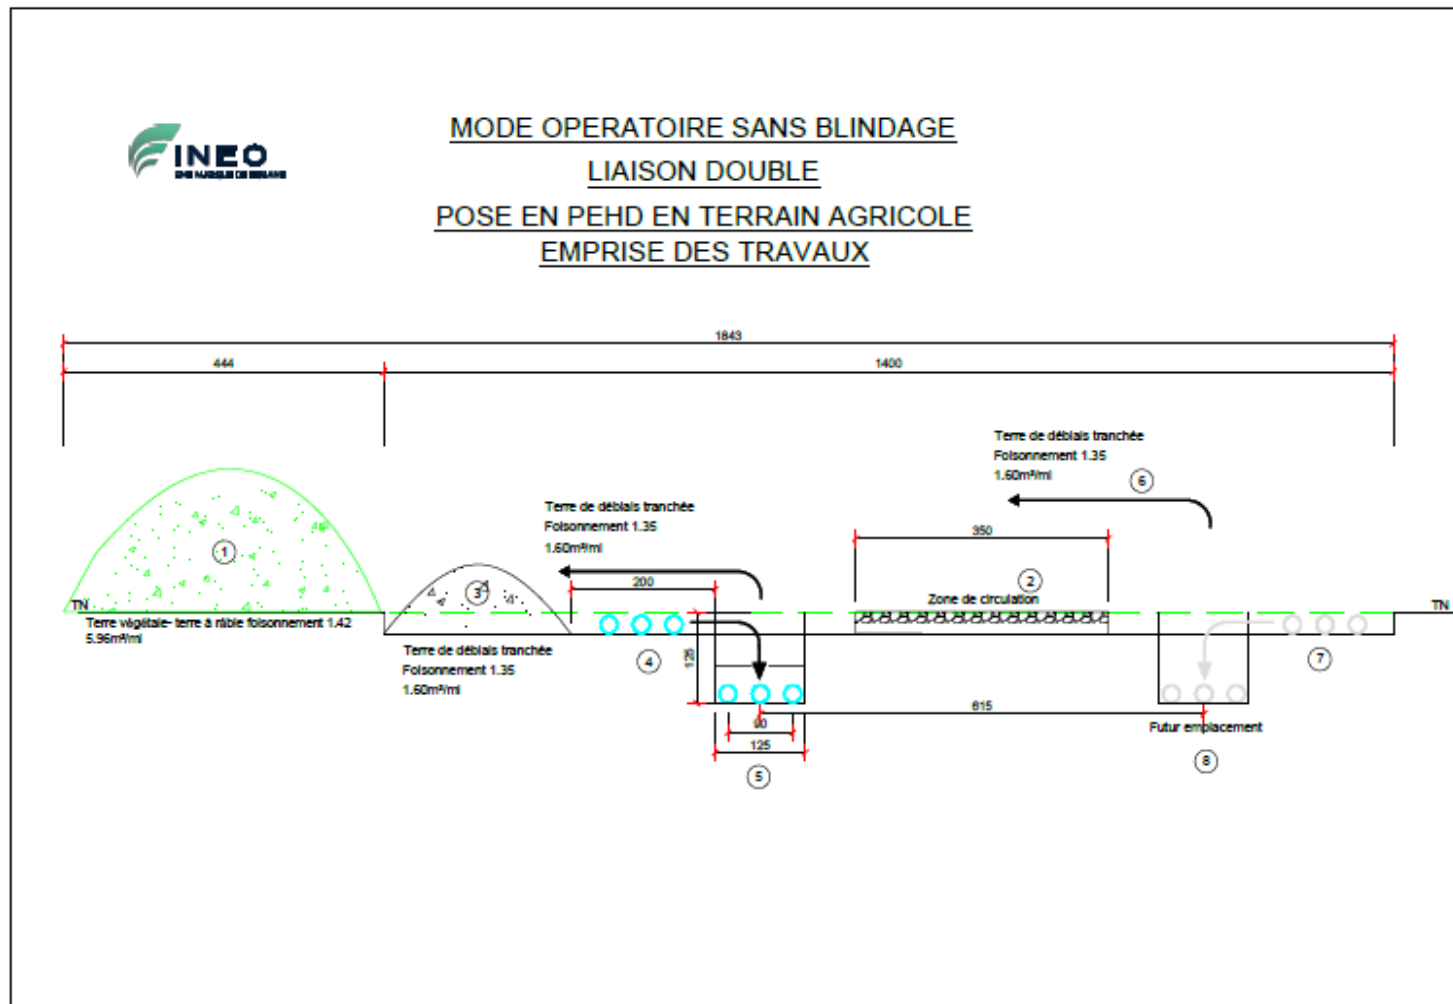 INEO
MODE OPERATOIRE SANS BLINDAGE
LIAISON DOUBLE
POSE EN PEHD EN TERRAIN AGRICOLE
EMPRISE DES TRAVAUX
1843
444
1400
Terre de déblais tranchée
Foisonnement 1.35
1.60m³/ml
6
Terre de déblais tranchée
Foisonnement 1.35
1.60m³/ml
350
1
200
2
3
Zone de circulation
TN
TN
Terre végétale- terre à râble foisonnement 1.42
5.96m³/ml
Terre de déblais tranchée
Foisonnement 1.35
1.60m³/ml
4
125
7
615
90
Futur emplacement
125
5
8